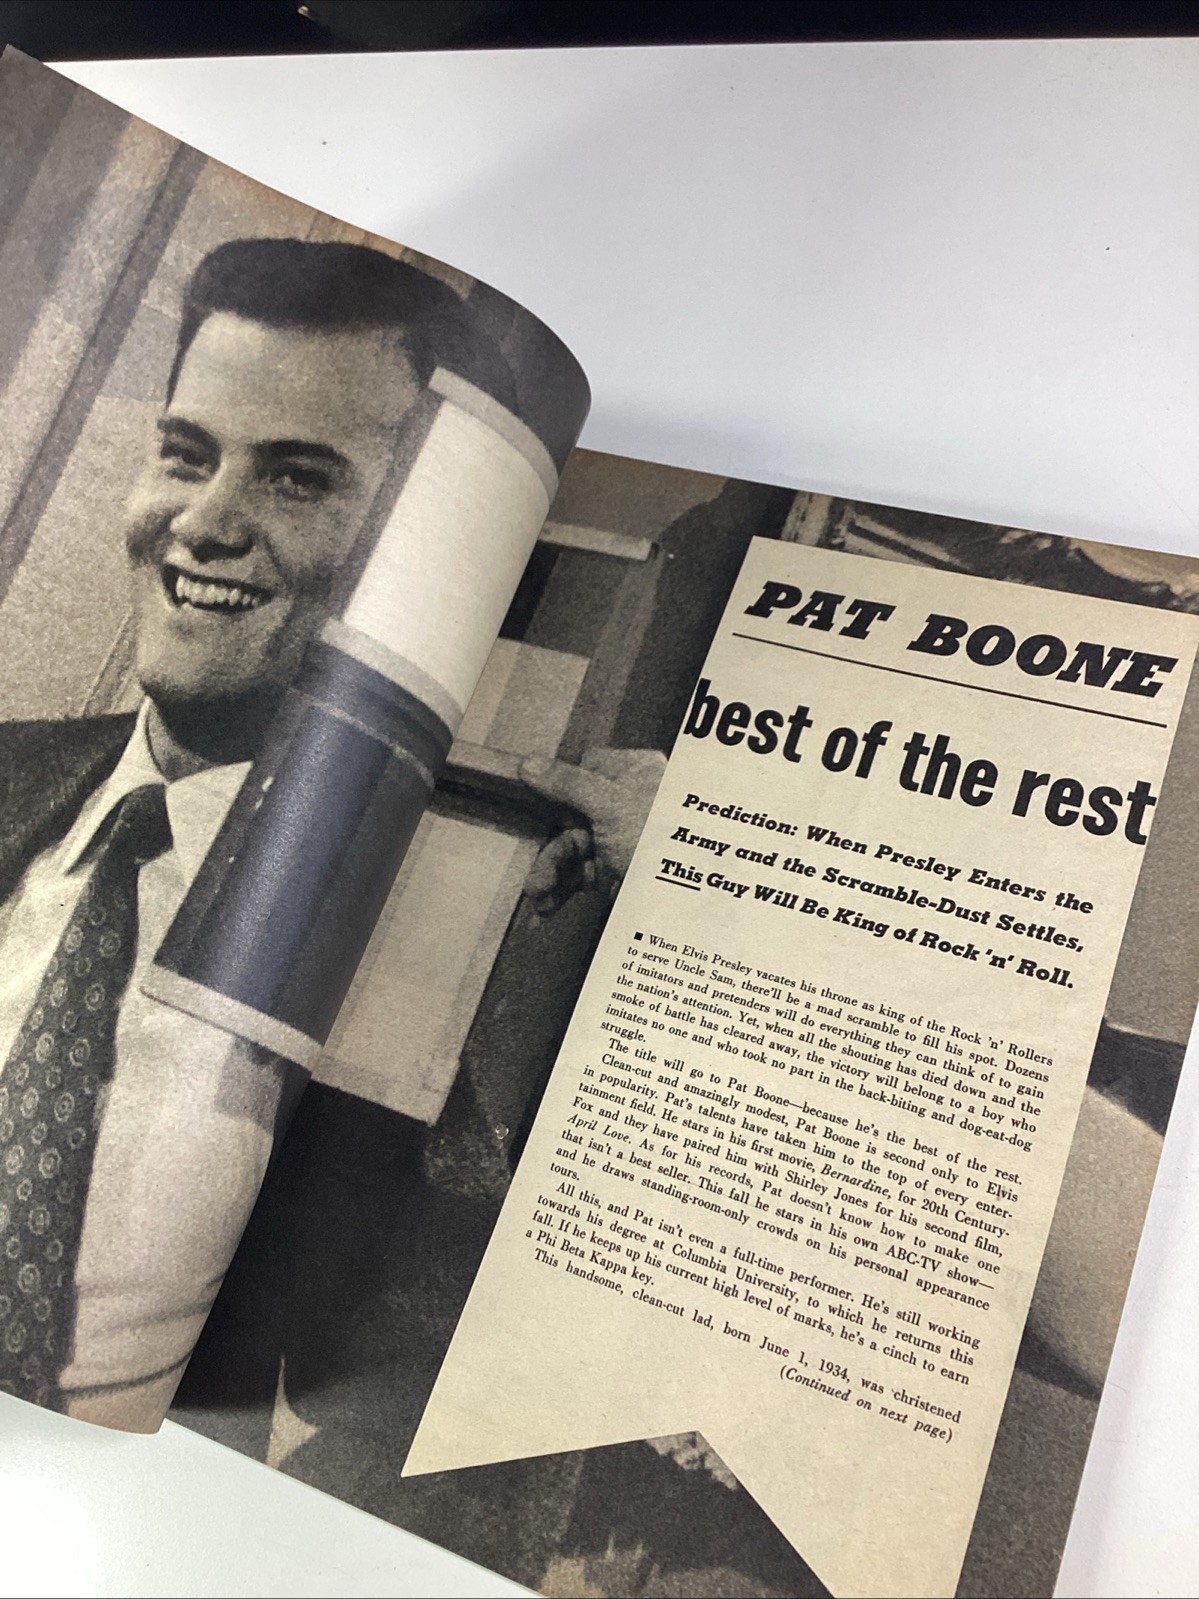 PAT BOONE
best of the rest
Prediction: When Presley Enters the
Army and the Scramble-Dust Settles,
This Guy Will Be King of Rock 'n' Roll.
■ When Elvis Presley vacates his throne as king of the Rock 'n' Rollers
to serve Uncle Sam, there'll be a mad scramble to fill his spot. Dozens
of imitators and pretenders will do everything they can think of to gain
the nation's attention. Yet, when all the shouting has died down and the
smoke of battle has cleared away, the victory will belong to a boy who
imitates no one and who took no part in the back-biting and dog-eat-dog
struggle.
The title will go to Pat Boone—because he's the best of the rest.
Clean-cut and amazingly modest, Pat Boone is second only to Elvis
in popularity. Pat's talents have taken him to the top of every enter-
tainment field. He stars in his first movie, Bernardine, for 20th Century-
Fox and they have paired him with Shirley Jones for his second film,
April Love. As for his records, Pat doesn't know how to make one
that isn't a best seller. This fall he stars in his own ABC-TV show—
and he draws standing-room-only crowds on his personal appearance
tours.
All this, and Pat isn't even a full-time performer. He's still working
towards his degree at Columbia University, to which he returns this
fall. If he keeps up his current high level of marks, he's a cinch to earn
a Phi Beta Kappa key.
This handsome, clean-cut lad, born June 1, 1934, was christened
(Continued on next page)